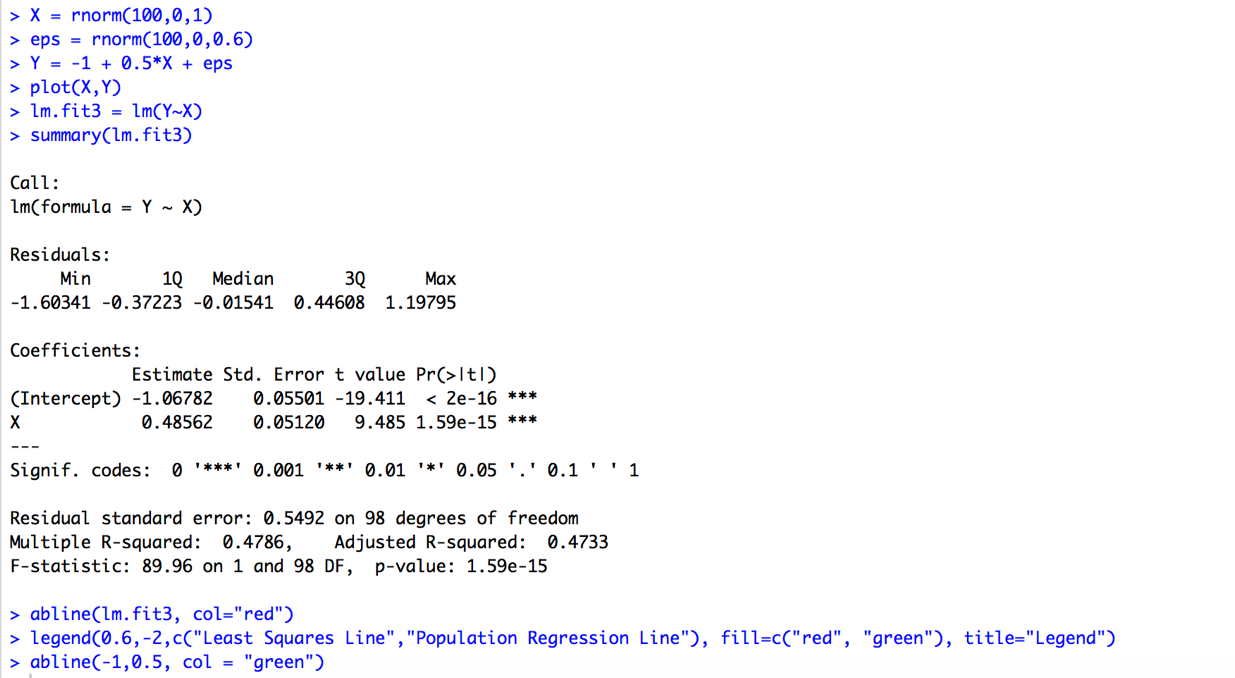 > X = rnorm(100,0,1)
> eps = rnorm(100,0,0.6)
> Y = -1 + 0.5*X + eps
> plot(X,Y)
> lm.fit3 = lm(Y~X)
> summary(lm.fit3)

Call:
lm(formula = Y ~ X)

Residuals:
     Min       1Q   Median       3Q      Max
-1.60341 -0.37223 -0.01541  0.44608  1.19795

Coefficients:
            Estimate Std. Error t value Pr(>|t|)
(Intercept) -1.06782    0.05501 -19.411  < 2e-16 ***
X            0.48562    0.05120   9.485 1.59e-15 ***
---
Signif. codes:  0 '***' 0.001 '**' 0.01 '*' 0.05 '.' 0.1 ' ' 1

Residual standard error: 0.5492 on 98 degrees of freedom
Multiple R-squared:  0.4786,    Adjusted R-squared:  0.4733
F-statistic: 89.96 on 1 and 98 DF,  p-value: 1.59e-15

> abline(lm.fit3, col="red")
> legend(0.6,-2,c("Least Squares Line","Population Regression Line"), fill=c("red", "green"), title="Legend")
> abline(-1,0.5, col = "green")